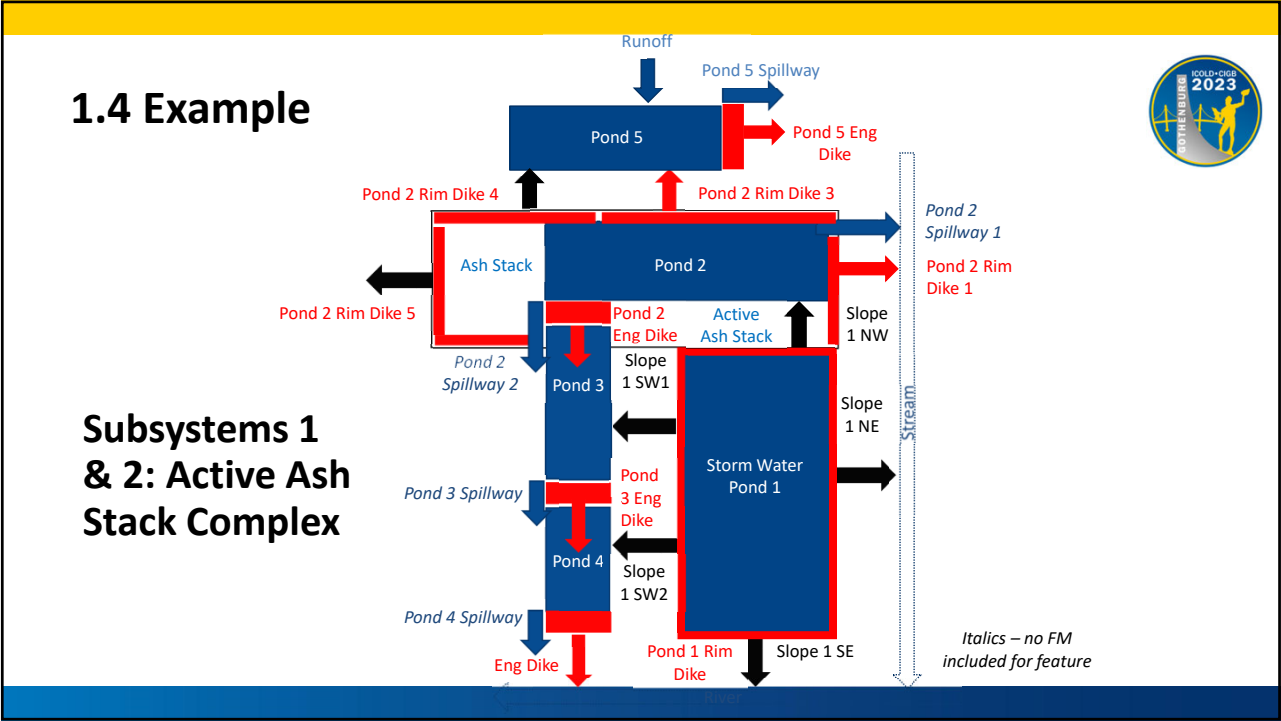 Runoff
Pond 5 Spillway
ICOLD•CIGB
2023
GOTHENBURG
1.4 Example
Pond 5
Pond 5 Eng
Dike
Pond 2 Rim Dike 4
Pond 2 Rim Dike 3
Pond 2
Spillway 1
Ash Stack
Pond 2
Pond 2 Rim
Dike 1
Pond 2 Rim Dike 5
Pond 2
Eng Dike
Active
Ash Stack
Slope
1 NW
Pond 2
Spillway 2
Pond 3
Slope
1 SW1
Slope
1 NE
Stream
Subsystems 1
& 2: Active Ash
Stack Complex
Storm Water
Pond 1
Pond 3 Spillway
Pond
3 Eng
Dike
Pond 4
Slope
1 SW2
Pond 4 Spillway
Eng Dike
Pond 1 Rim
Dike
Slope 1 SE
Italics – no FM
included for feature
River